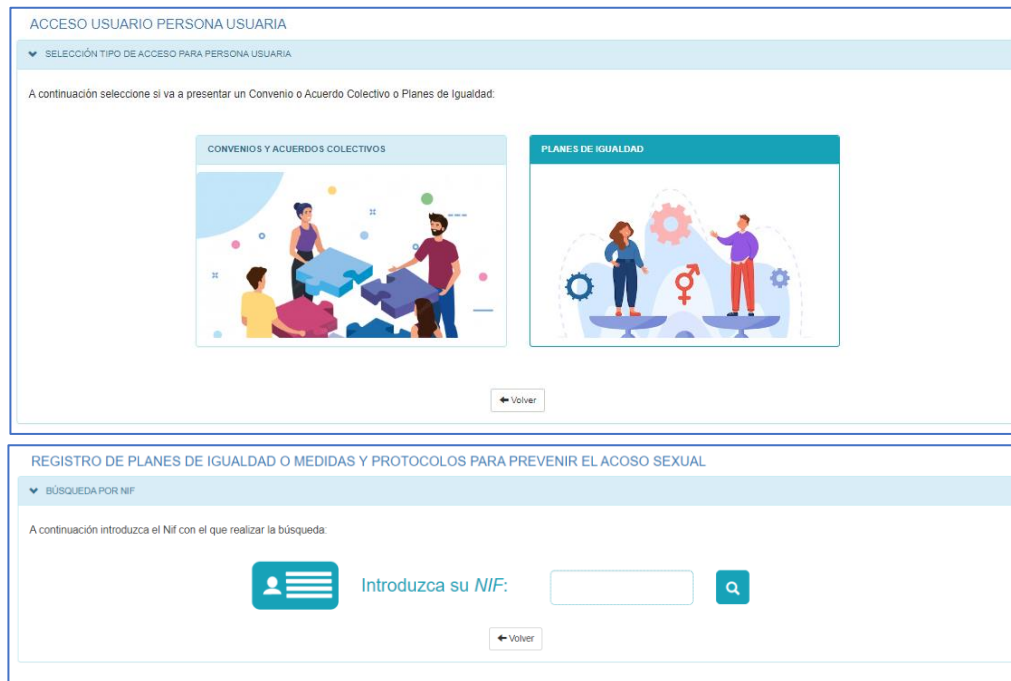 ACCESO USUARIO PERSONA USUARIA
SELECCIÓN TIPO DE ACCESO PARA PERSONA USUARIA
A continuación seleccione si va a presentar un Convenio o Acuerdo Colectivo o Planes de Igualdad:
CONVENIOS Y ACUERDOS COLECTIVOS
PLANES DE IGUALDAD
Volver
REGISTRO DE PLANES DE IGUALDAD O MEDIDAS Y PROTOCOLOS PARA PREVENIR EL ACOSO SEXUAL
BÚSQUEDA POR NIF
A continuación introduzca el Nif con el que realizar la búsqueda:
Introduzca su NIF:
Volver